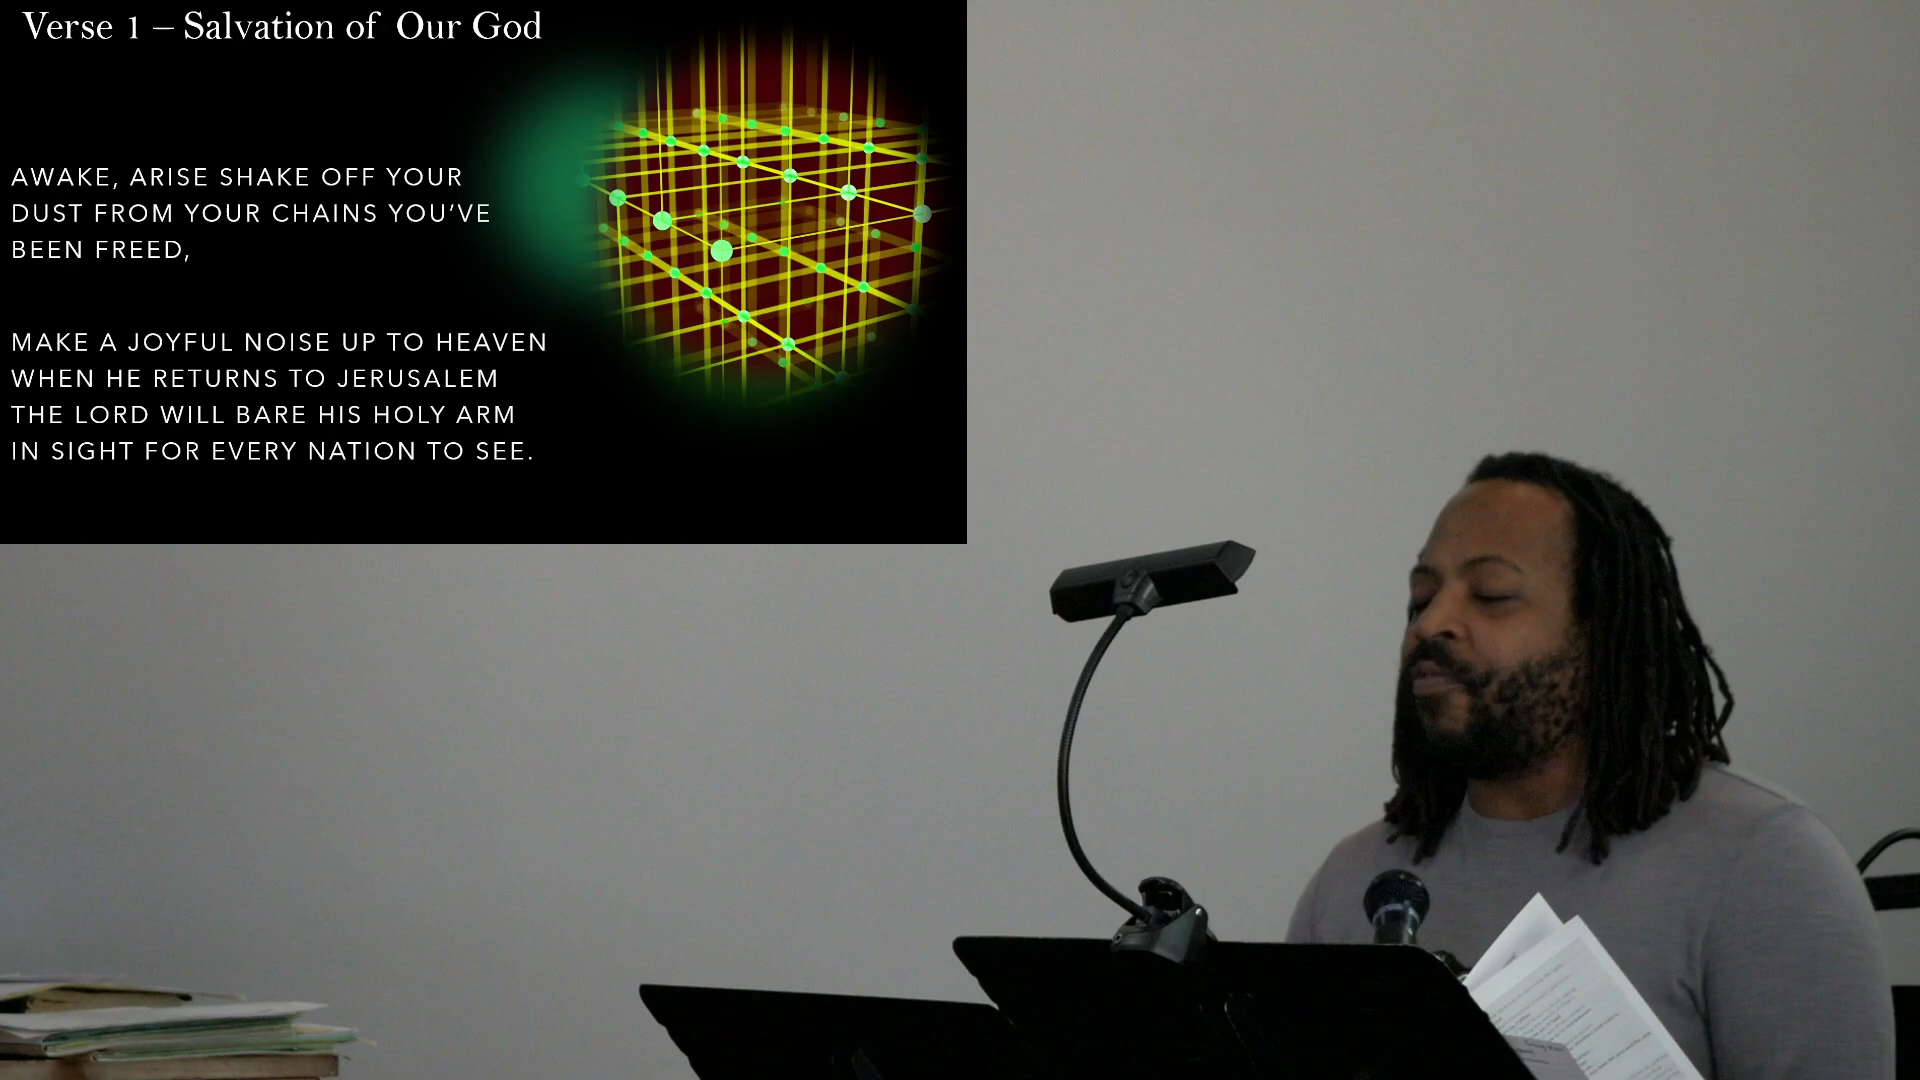 Verse 1 – Salvation of Our God
AWAKE, ARISE SHAKE OFF YOUR
DUST FROM YOUR CHAINS YOU’VE
BEEN FREED,
MAKE A JOYFUL NOISE UP TO HEAVEN
WHEN HE RETURNS TO JERUSALEM
THE LORD WILL BARE HIS HOLY ARM
IN SIGHT FOR EVERY NATION TO SEE.